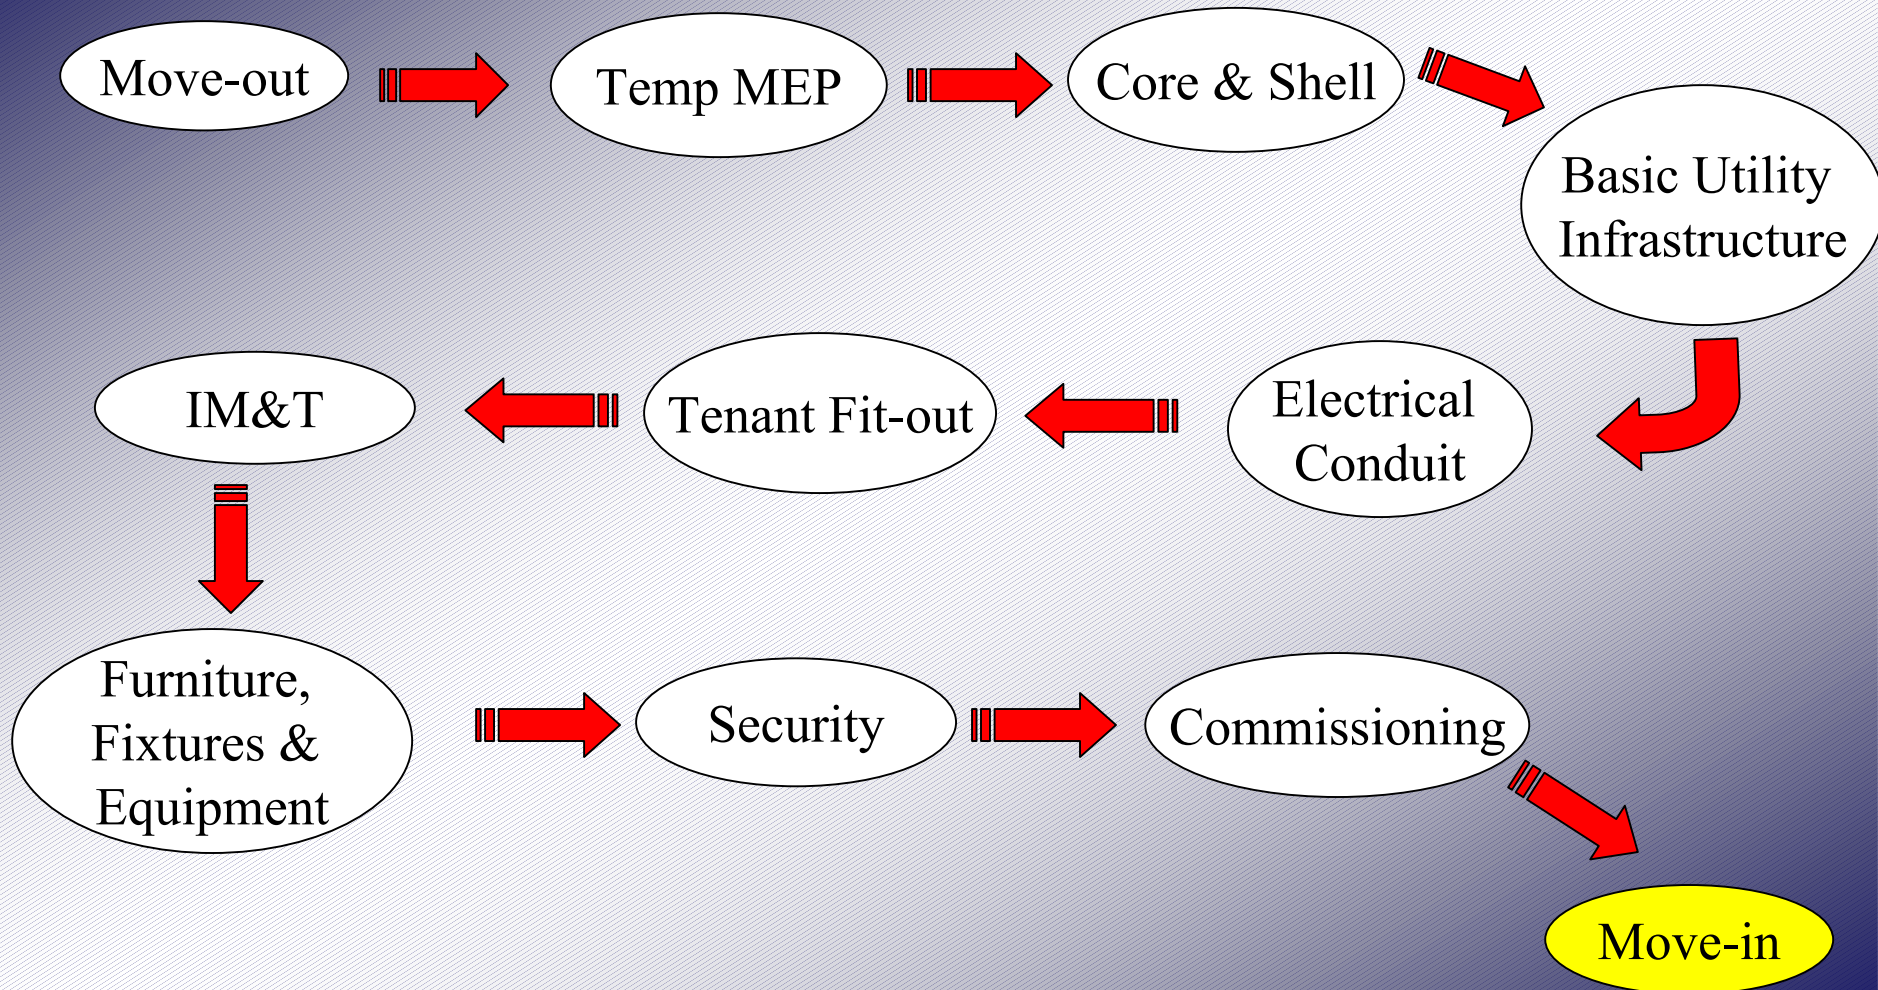 Move-out
Temp MEP
Core & Shell
Basic Utility
Infrastructure
Electrical
Conduit
Tenant Fit-out
IM&T
Furniture,
Fixtures &
Equipment
Security
Commissioning
Move-in